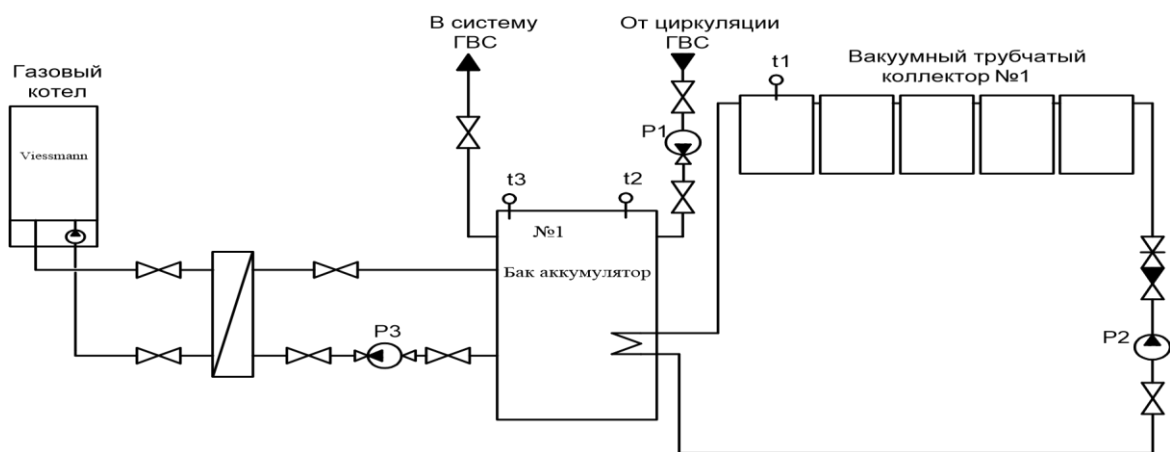 В систему
ГВС
От циркуляции
ГВС
Газовый
котел
Viessmann
t1
Вакуумный трубчатый
коллектор №1
P1
t3
t2
№1
Бак аккумулятор
P3
P2